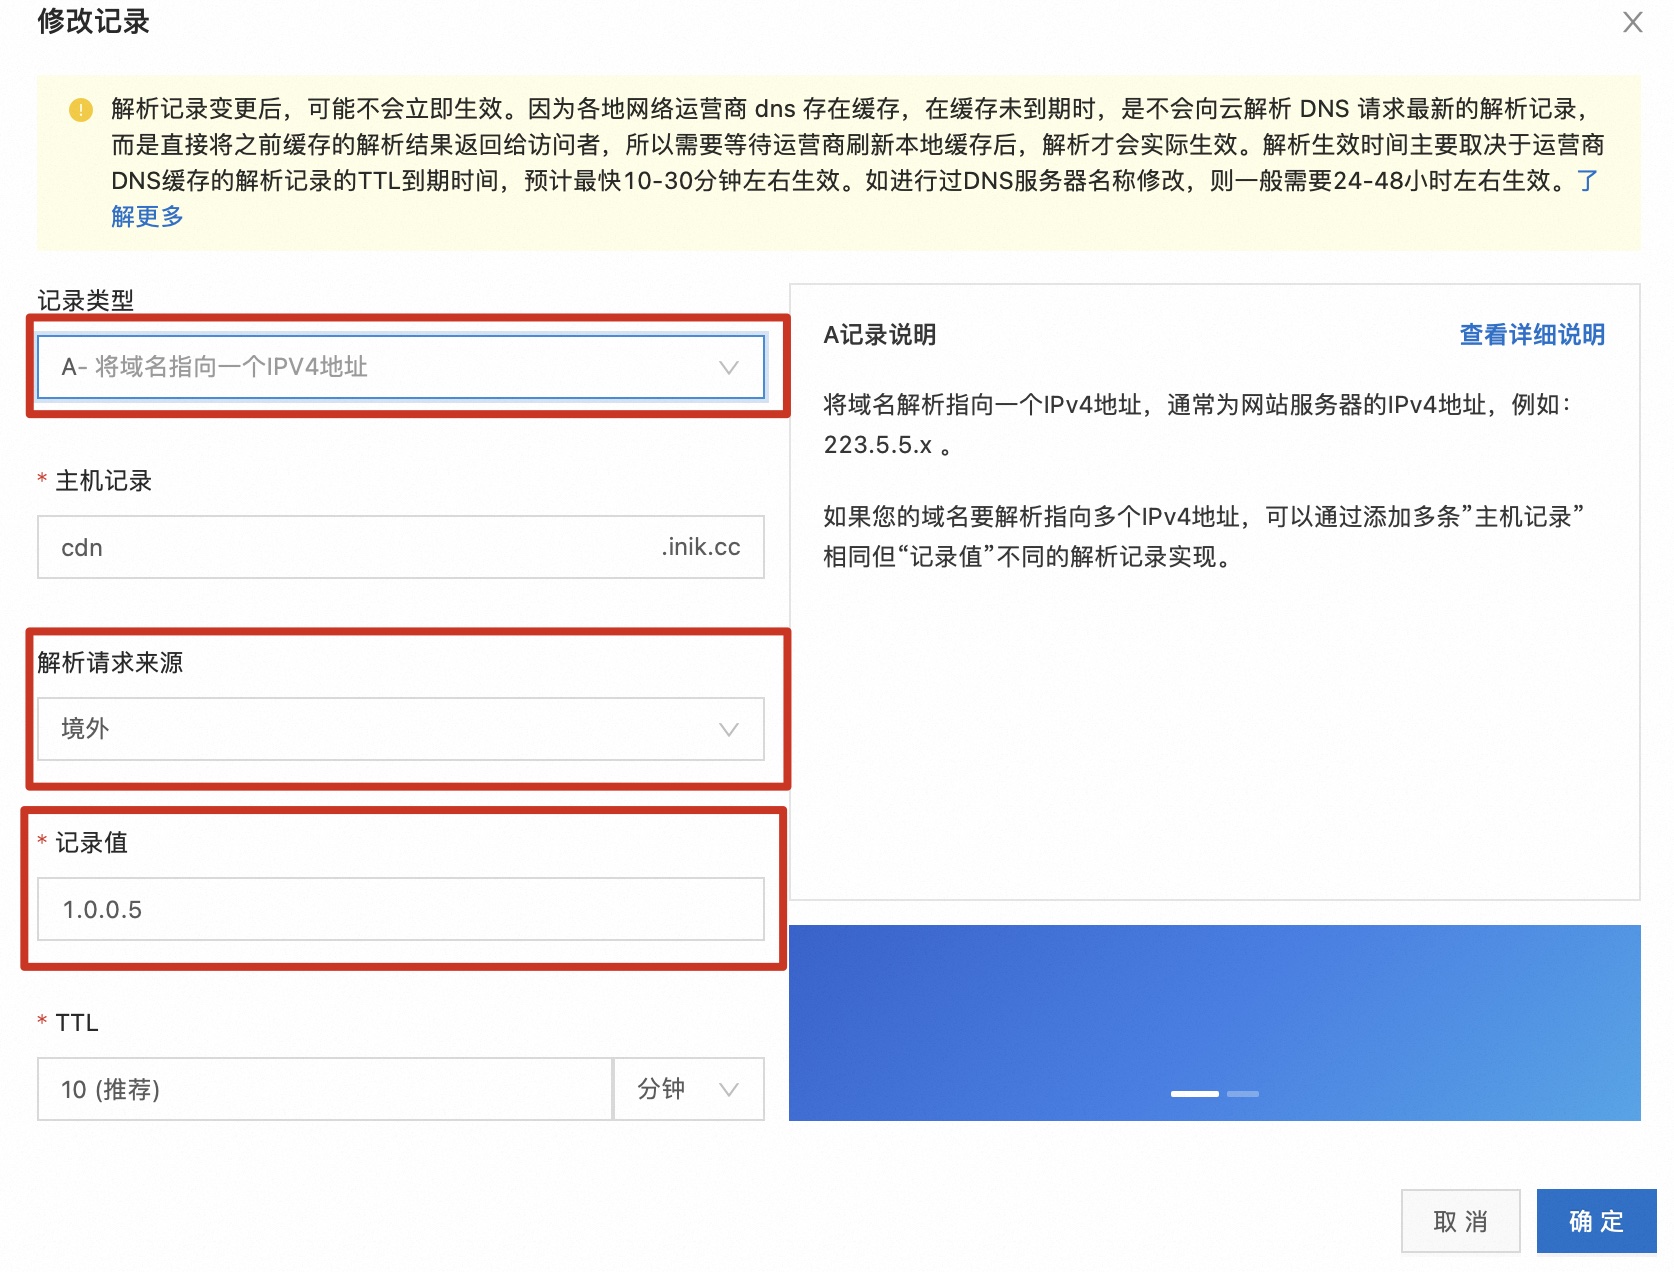 修改记录
解析记录变更后，可能不会立即生效。因为各地网络运营商 dns 存在缓存，在缓存未到期时，是不会向云解析 DNS 请求最新的解析记录，
而是直接将之前缓存的解析结果返回给访问者，所以需要等待运营商刷新本地缓存后，解析才会实际生效。解析生效时间主要取决于运营商
DNS缓存的解析记录的TTL到期时间，预计最快10-30分钟左右生效。如进行过DNS服务器名称修改，则一般需要24-48小时左右生效。了
解更多
记录类型
A- 将域名指向一个IPV4地址
* 主机记录
cdn .inik.cc
解析请求来源
境外
* 记录值
1.0.0.5
* TTL
10 (推荐) 分钟
A记录说明 查看详细说明
将域名解析指向一个IPv4地址，通常为网站服务器的IPv4地址，例如：
223.5.5.x 。
如果您的域名要解析指向多个IPv4地址，可以通过添加多条”主机记录”
相同但“记录值”不同的解析记录实现。
取 消 确 定